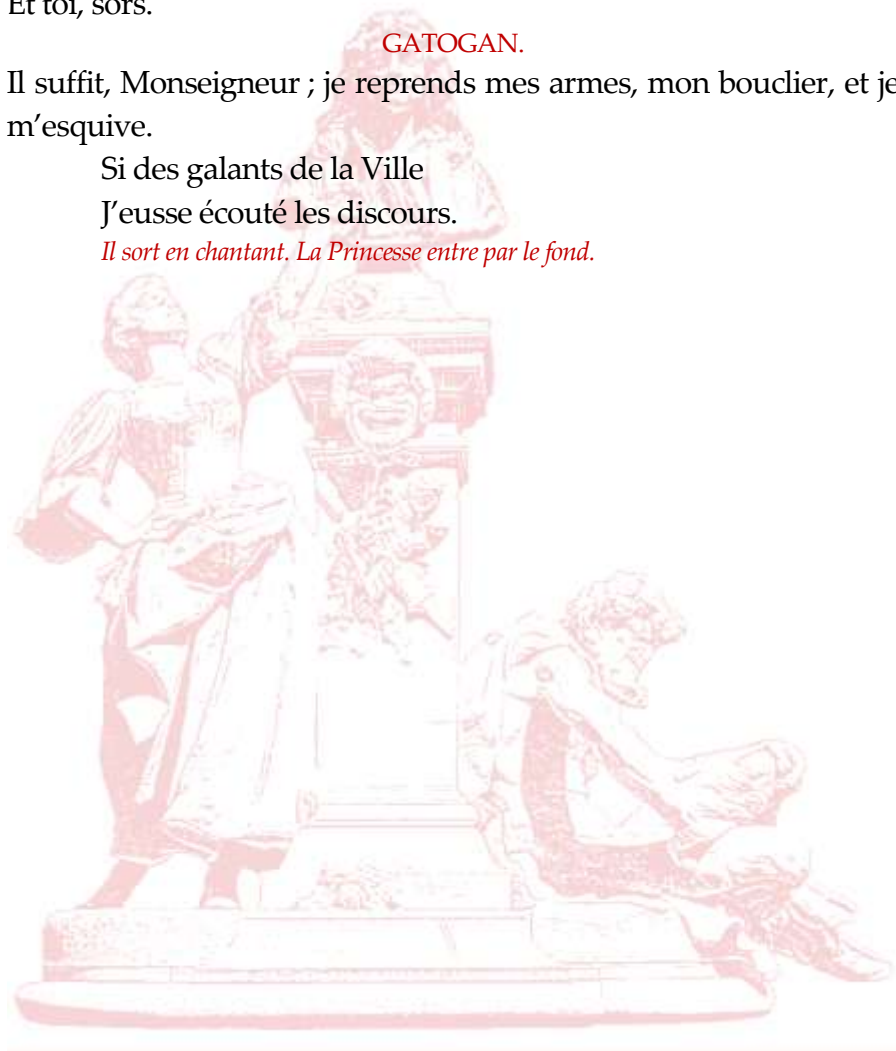 Et toi, sors.
GATOGAN.
Il suffit, Monseigneur ; je reprends mes armes, mon bouclier, et je
m’esquive.
Si des galants de la Ville
J’eusse écouté les discours.
Il sort en chantant. La Princesse entre par le fond.